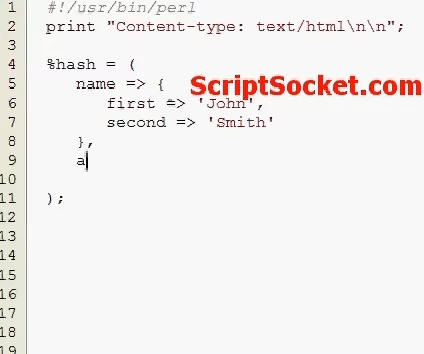 1 #!/usr/bin/perl
2 print "Content-type: text/html\n\n";
3
4 %hash = (
5 name => {
ScriptSocket.com
6 first => 'John',
7 second => 'Smith'
8 },
9 a
10
11 );
12
13
14
15
16
17
18
19